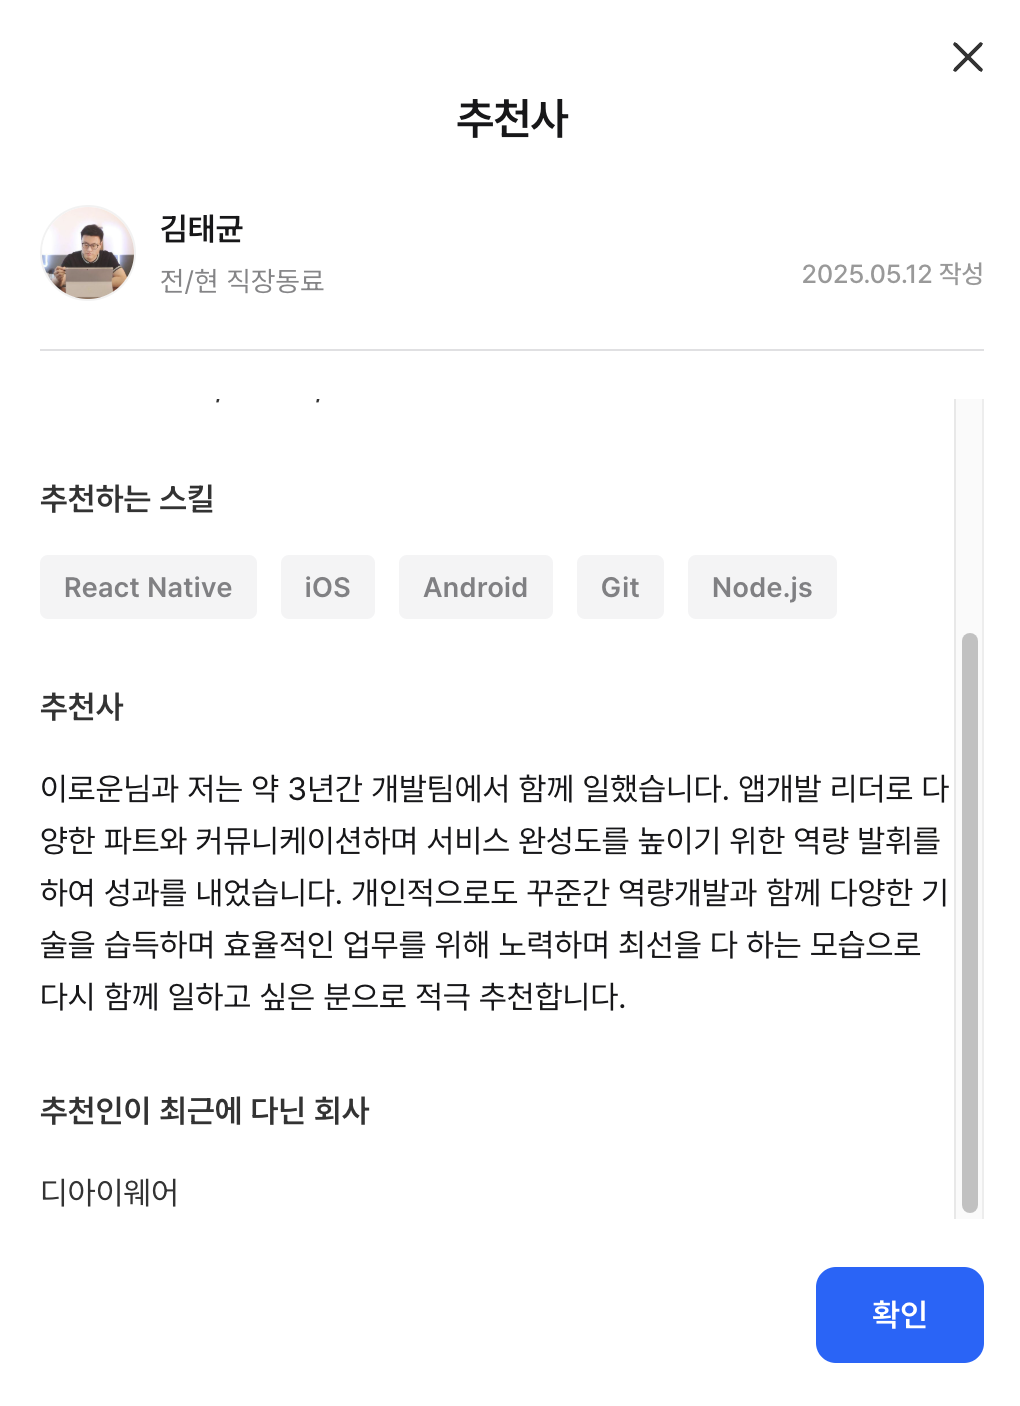 추천사
김태균
전/현 직장동료
2025.05.12 작성
추천하는 스킬
React Native
iOS
Android
Git
Node.js
추천사
이로운님과 저는 약 3년간 개발팀에서 함께 일했습니다. 앱개발 리더로 다
양한 파트와 커뮤니케이션하며 서비스 완성도를 높이기 위한 역량 발휘를
하여 성과를 내었습니다. 개인적으로도 꾸준간 역량개발과 함께 다양한 기
술을 습득하며 효율적인 업무를 위해 노력하며 최선을 다 하는 모습으로
다시 함께 일하고 싶은 분으로 적극 추천합니다.
추천인이 최근에 다닌 회사
디아이웨어
확인